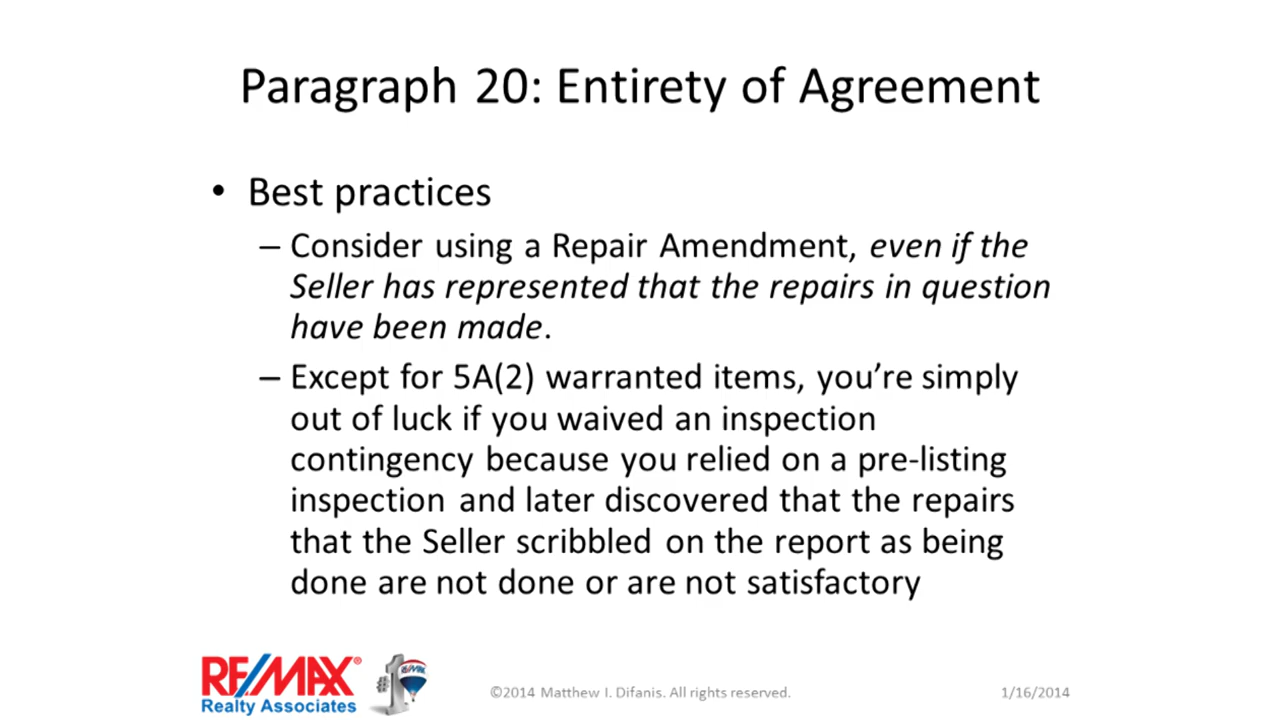 Paragraph 20: Entirety of Agreement
• Best practices
– Consider using a Repair Amendment, even if the
Seller has represented that the repairs in question
have been made.
– Except for 5A(2) warranted items, you’re simply
out of luck if you waived an inspection
contingency because you relied on a pre-listing
inspection and later discovered that the repairs
that the Seller scribbled on the report as being
done are not done or are not satisfactory
RE/MAX®
Realty Associates
#1
RE/MAX
©2014 Matthew I. Difanis. All rights reserved.
1/16/2014